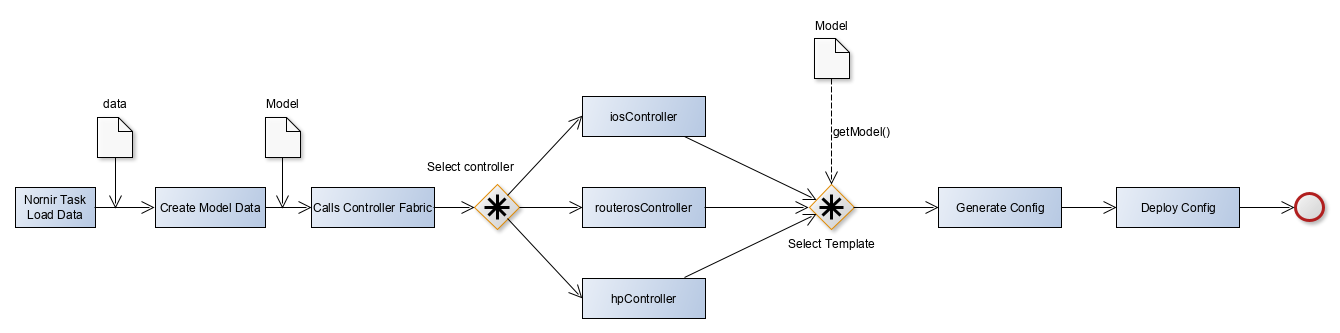 Model
data
Model
getModel()
iosController
Select controller
Nornir Task
Load Data
Create Model Data
Calls Controller Fabric
routerosController
Generate Config
Deploy Config
Select Template
hpController